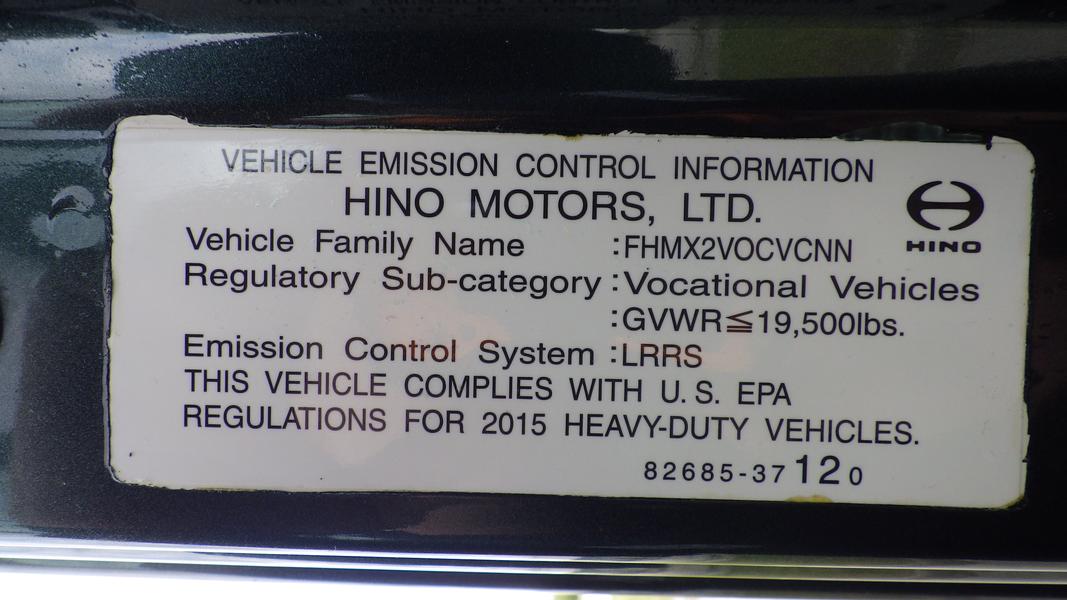 VEHICLE EMISSION CONTROL INFORMATION
HINO MOTORS, LTD.
HINO
Vehicle Family Name :FHMX2VOCVCNN
Regulatory Sub-category :Vocational Vehicles
:GVWR≦19,500lbs.
Emission Control System :LRRS
THIS VEHICLE COMPLIES WITH U.S. EPA
REGULATIONS FOR 2015 HEAVY-DUTY VEHICLES.
82685-37120